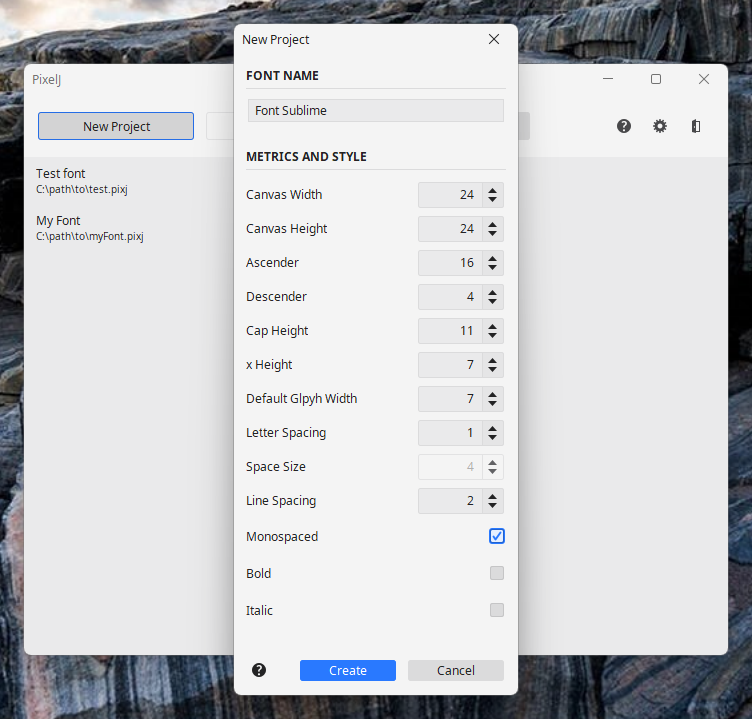 New Project
PixelJ
FONT NAME
New Project
Font Sublime
Test font
C:\path\to\test.pixj
My Font
C:\path\to\myFont.pixj
METRICS AND STYLE
Canvas Width 24
Canvas Height 24
Ascender 16
Descender 4
Cap Height 11
x Height 7
Default Glpyh Width 7
Letter Spacing 1
Space Size 4
Line Spacing 2
Monospaced
Bold
Italic
? Create Cancel